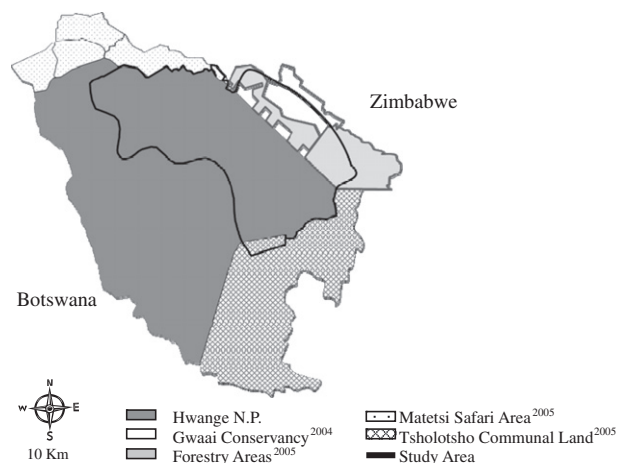 Zimbabwe
Botswana
N
W E
S
10 Km
Hwange N.P.
Gwaai Conservancy2004
Forestry Areas2005
Matetsi Safari Area2005
Tsholotsho Communal Land2005
Study Area